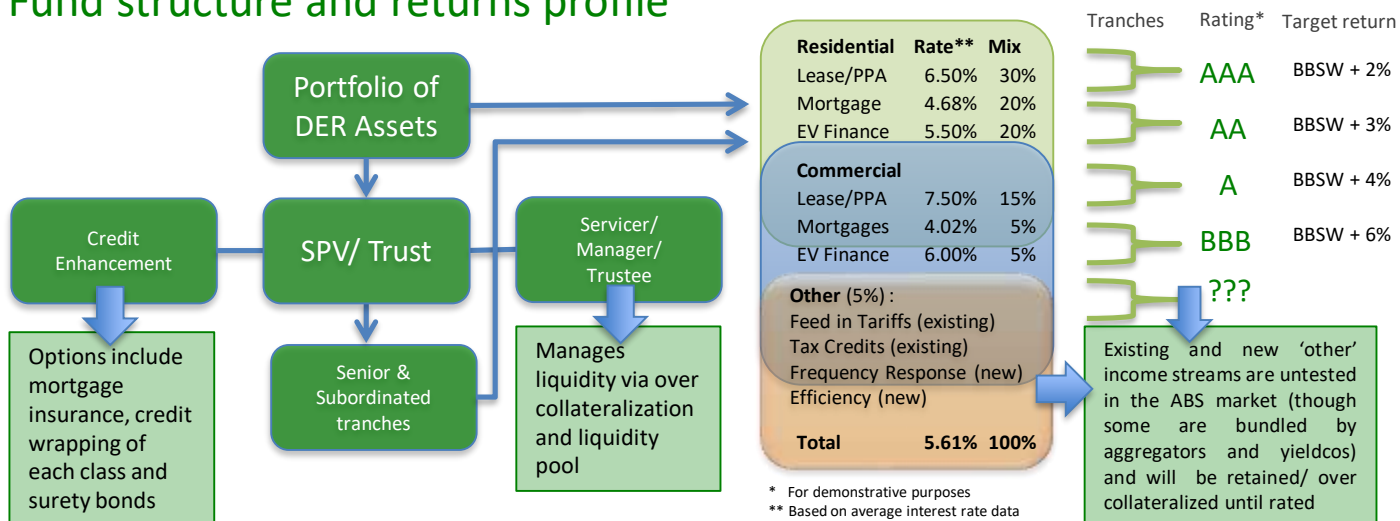 Fund structure and returns profile
Portfolio of
DER Assets
Credit
Enhancement
SPV/ Trust
Servicer/
Manager/
Trustee
Senior &
Subordinated
tranches
Options include
mortgage
insurance, credit
wrapping of
each class and
surety bonds
Manages
liquidity via over
collateralization
and liquidity
pool
Residential Rate** Mix
Lease/PPA 6.50% 30%
Mortgage 4.68% 20%
EV Finance 5.50% 20%
Commercial
Lease/PPA 7.50% 15%
Mortgages 4.02% 5%
EV Finance 6.00% 5%
Other (5%) :
Feed in Tariffs (existing)
Tax Credits (existing)
Frequency Response (new)
Efficiency (new)
Total 5.61% 100%
* For demonstrative purposes
** Based on average interest rate data
Tranches Rating* Target return
AAA BBSW + 2%
AA BBSW + 3%
A BBSW + 4%
BBB BBSW + 6%
???
Existing and new ‘other’
income streams are untested
in the ABS market (though
some are bundled by
aggregators and yieldcos)
and will be retained/ over
collateralized until rated